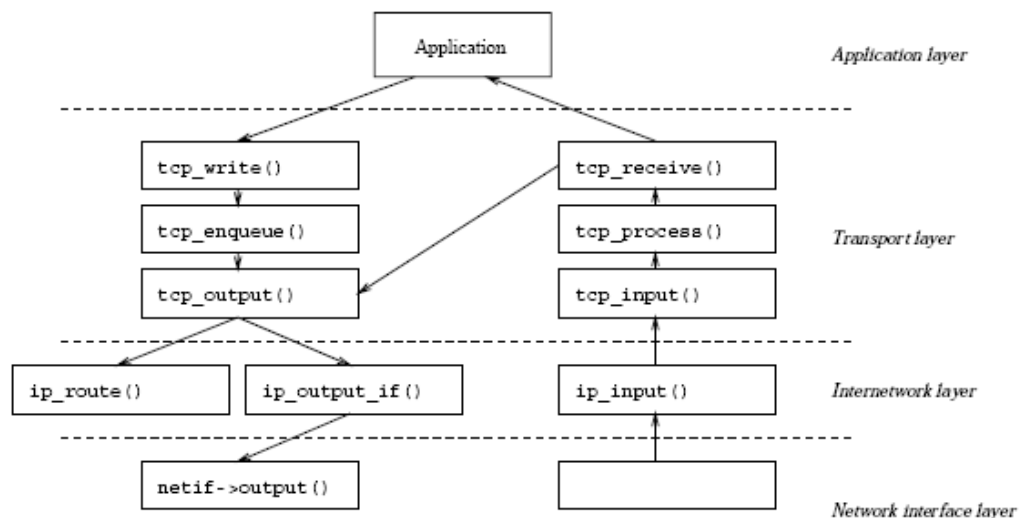 Application
Application layer
tcp_write()
tcp_receive()
tcp_enqueue()
tcp_process()
Transport layer
tcp_output()
tcp_input()
ip_route()
ip_output_if()
ip_input()
Internetwork layer
netif->output()
Network interface layer